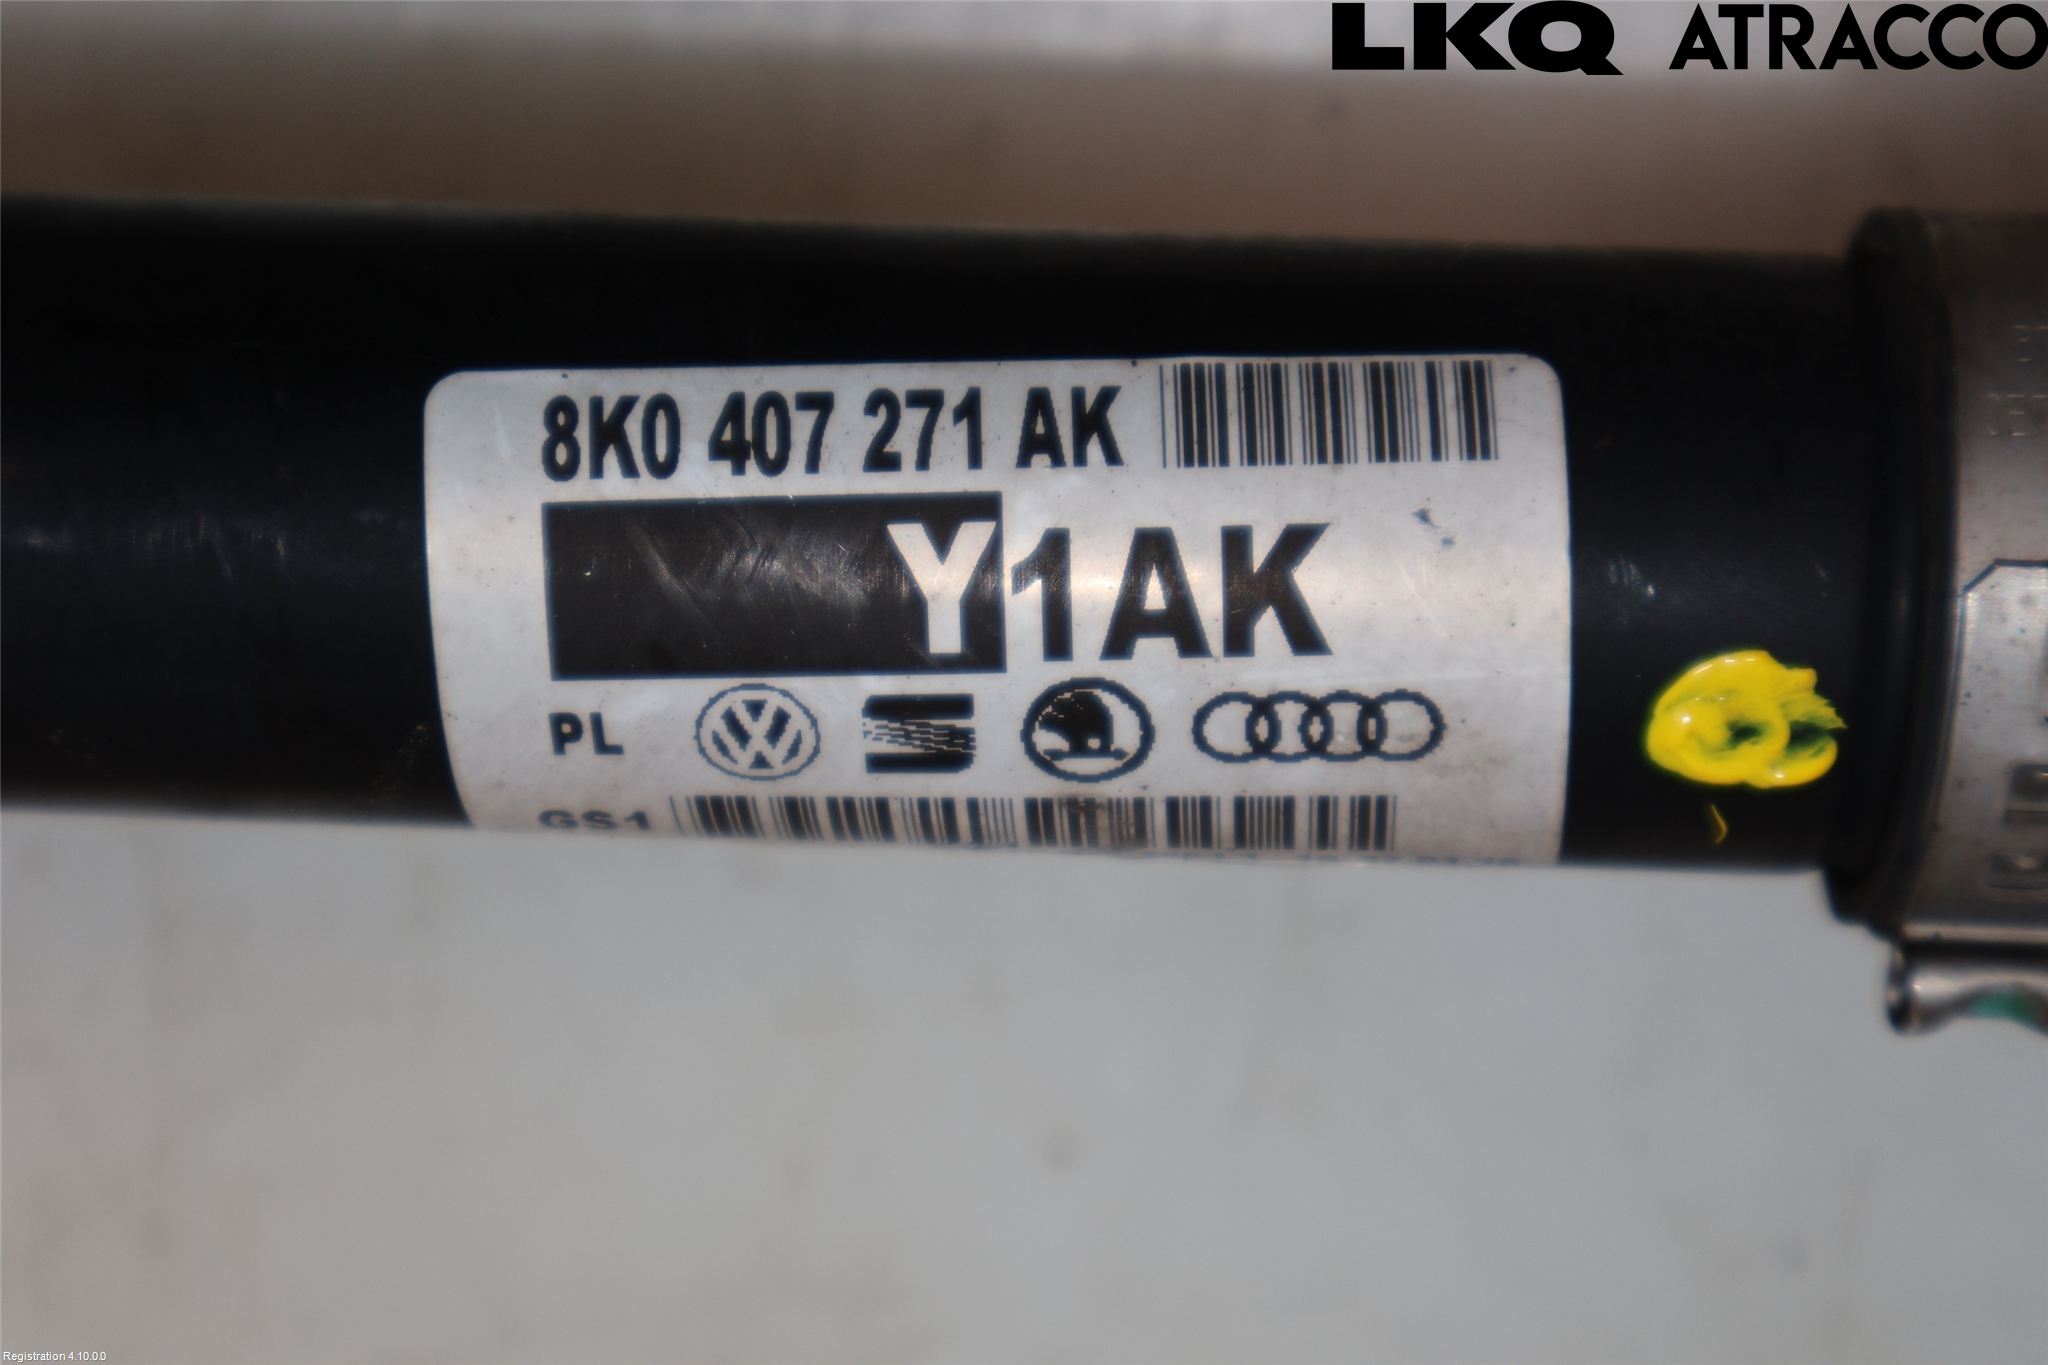 LKQ ATRACCO
8K0 407 271 AK
Y1AK
PL
GS1
Registration 4.10.0.0